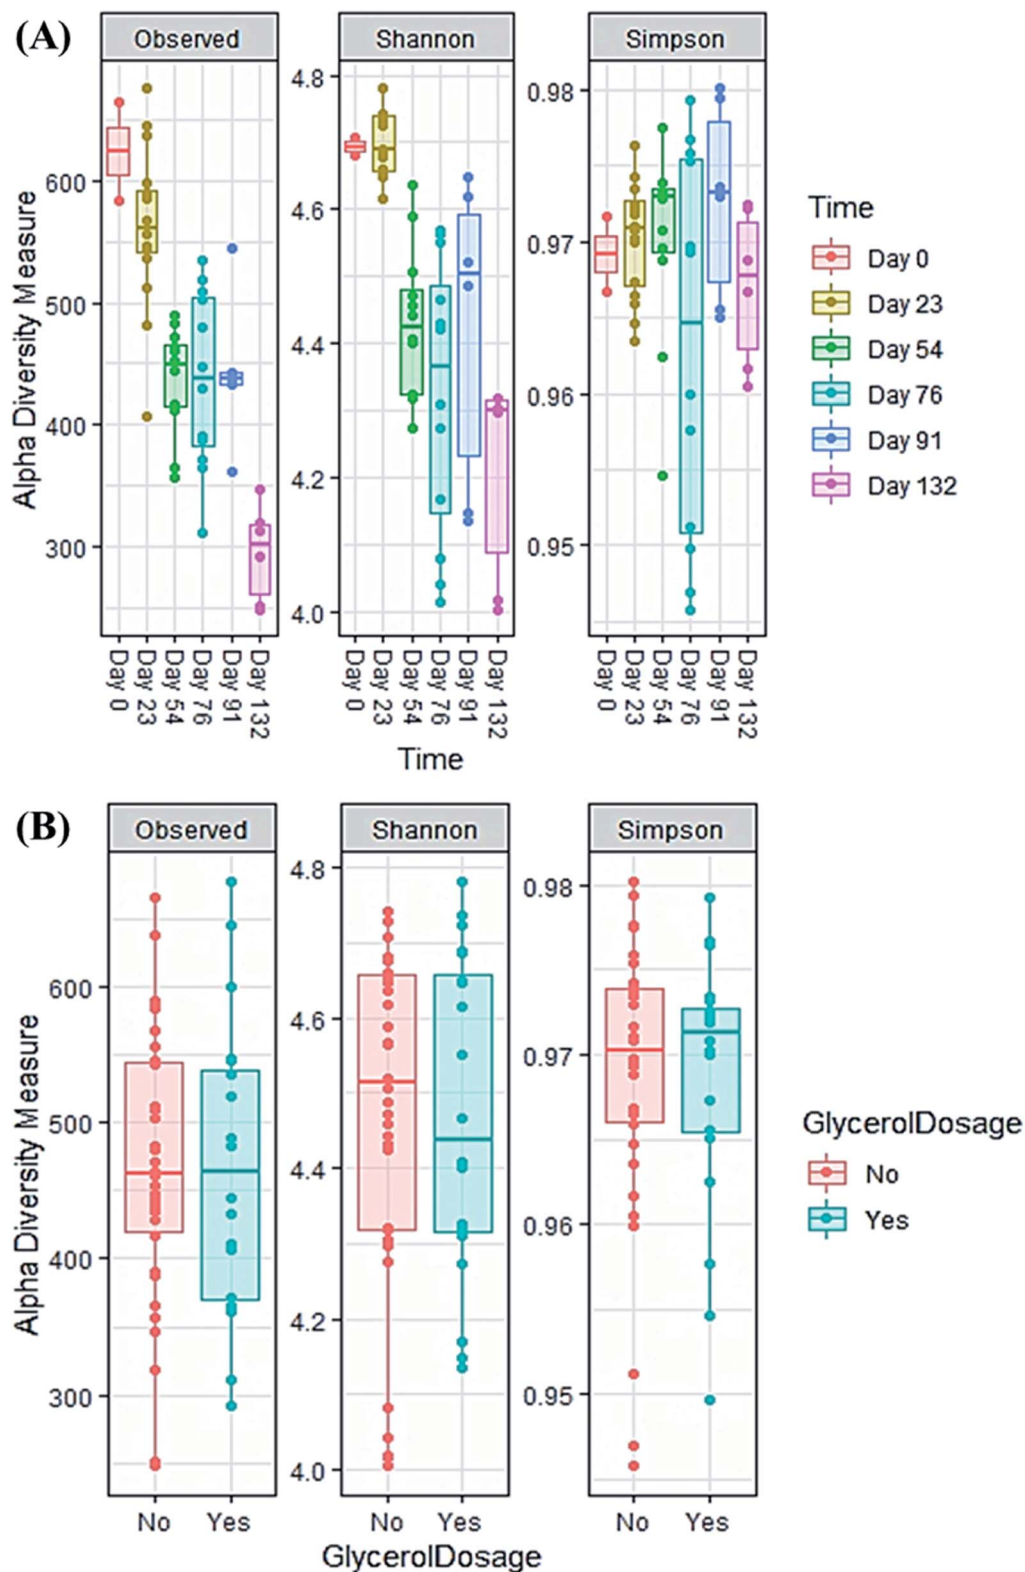 (A)
Observed
Shannon
Simpson
Alpha Diversity Measure
600
500
400
300
4.8
4.6
4.4
4.2
4.0
0.98
0.97
0.96
0.95
Day 0
Day 23
Day 54
Day 76
Day 91
Day 132
Day 0
Day 23
Day 54
Day 76
Day 91
Day 132
Day 0
Day 23
Day 54
Day 76
Day 91
Day 132
Time
Time
Day 0
Day 23
Day 54
Day 76
Day 91
Day 132
(B)
Observed
Shannon
Simpson
Alpha Diversity Measure
600
500
400
300
4.8
4.6
4.4
4.2
4.0
0.98
0.97
0.96
0.95
No Yes
No Yes
No Yes
GlycerolDosage
GlycerolDosage
No
Yes